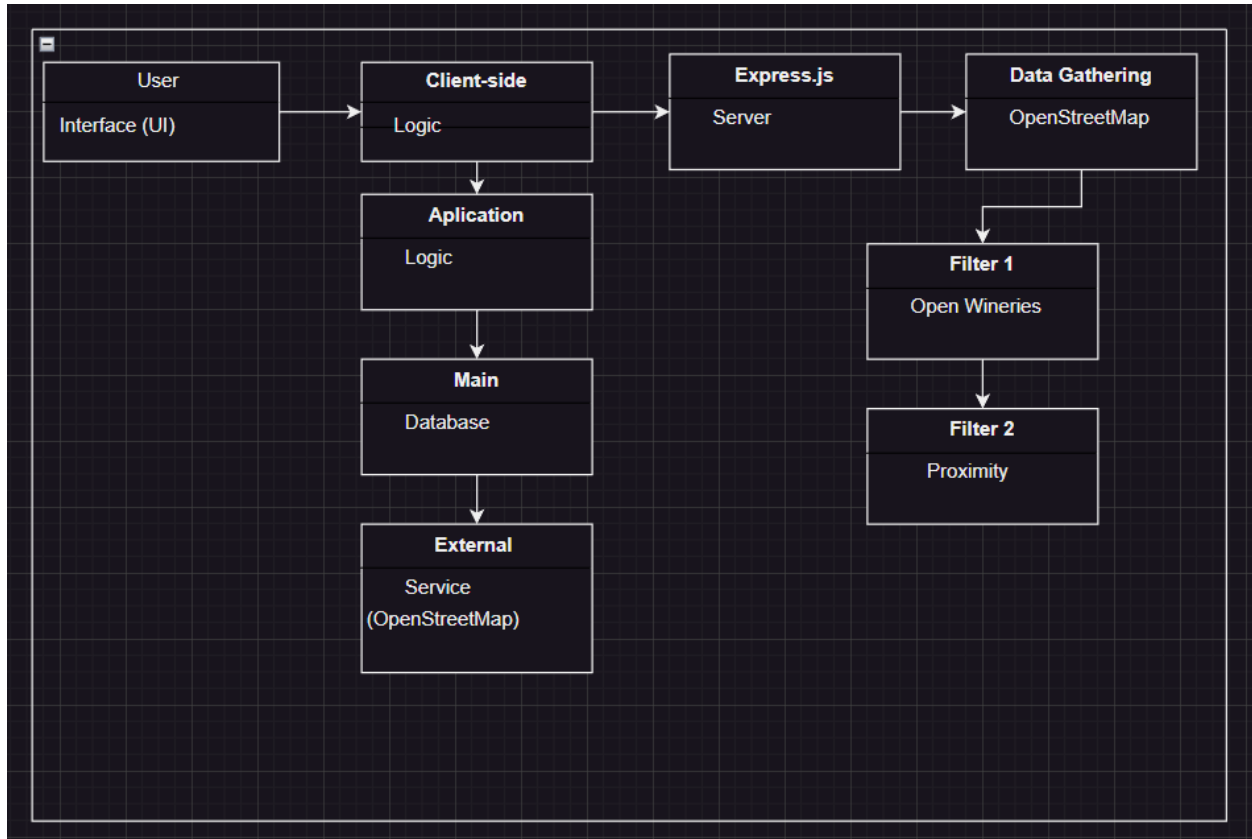 User
Interface (UI)
Client-side
Logic
Express.js
Server
Data Gathering
OpenStreetMap
Aplication
Logic
Main
Database
External
Service
(OpenStreetMap)
Filter 1
Open Wineries
Filter 2
Proximity